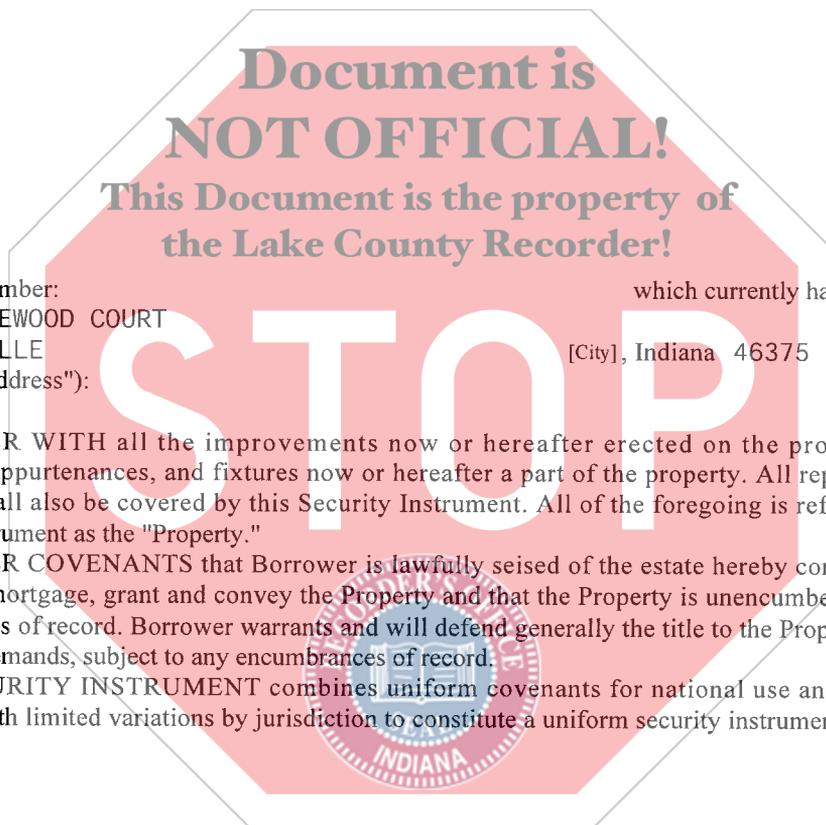 Document is
NOT OFFICIAL!
This Document is the property of
the Lake County Recorder!
mber: which currently ha
EWOOD COURT
LLE [City], Indiana 46375
ddress"):
STOP
R WITH all the improvements now or hereafter erected on the pro
ppurtenances, and fixtures now or hereafter a part of the property. All rep
all also be covered by this Security Instrument. All of the foregoing is ref
ument as the "Property."
R COVENANTS that Borrower is lawfully seised of the estate hereby con
nortgage, grant and convey the Property and that the Property is unencumbe
s of record. Borrower warrants and will defend generally the title to the Prop
emands, subject to any encumbrances of record.
URITY INSTRUMENT combines uniform covenants for national use an
th limited variations by jurisdiction to constitute a uniform security instrumen
RECORDER'S OFFICE
SEAL
INDIANA